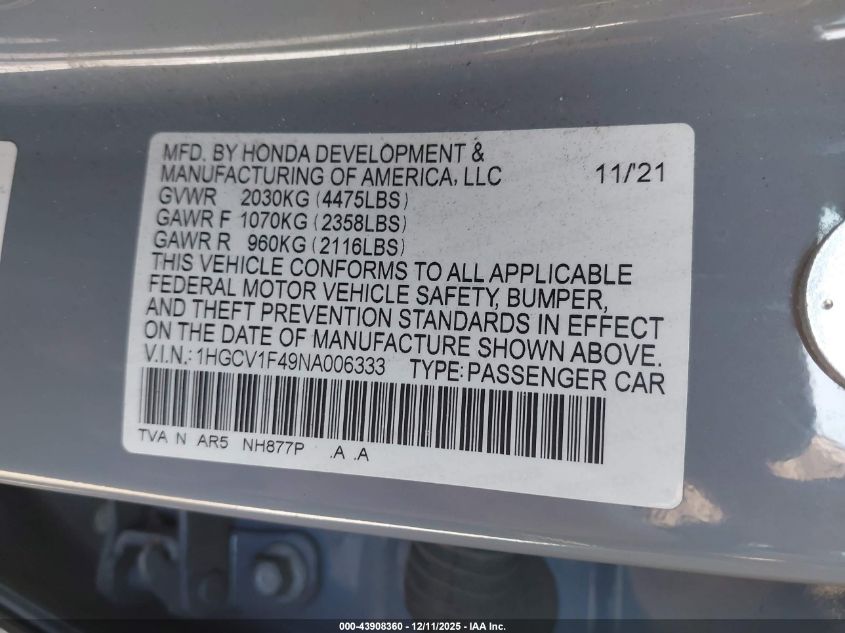 MFD. BY HONDA DEVELOPMENT &
MANUFACTURING OF AMERICA, LLC 11/'21
GVWR 2030KG (4475LBS)
GAWR F 1070KG (2358LBS)
GAWR R 960KG (2116LBS)
THIS VEHICLE CONFORMS TO ALL APPLICABLE
FEDERAL MOTOR VEHICLE SAFETY, BUMPER,
AND THEFT PREVENTION STANDARDS IN EFFECT
ON THE DATE OF MANUFACTURE SHOWN ABOVE.
V.I.N.: 1HGCV1F49NA006333 TYPE: PASSENGER CAR
TVA N AR5 NH877P .A .A
000-43908360 • 12/11/2025 • IAA Inc.